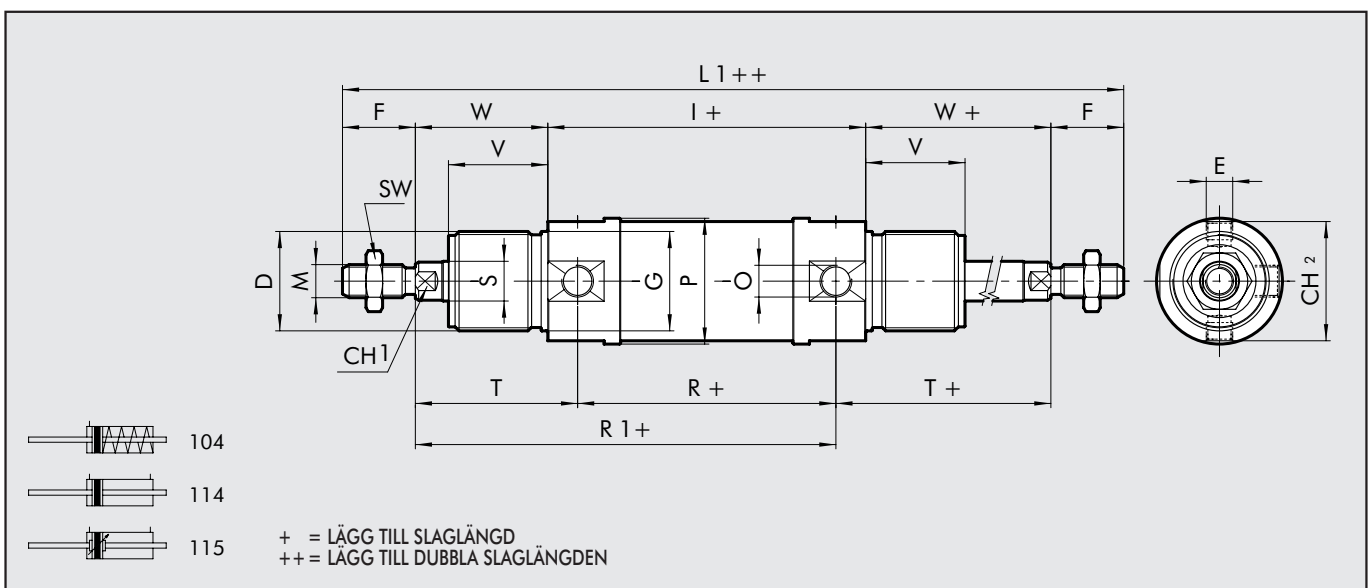 L 1 ++
F W I + W + F
V V
SW E
D M S G P O CH 2
CH1
T R + T +
R 1+
104
114
115
+ = LÄGG TILL SLAGLÄNGD
++ = LÄGG TILL DUBBLA SLAGLÄNGDEN